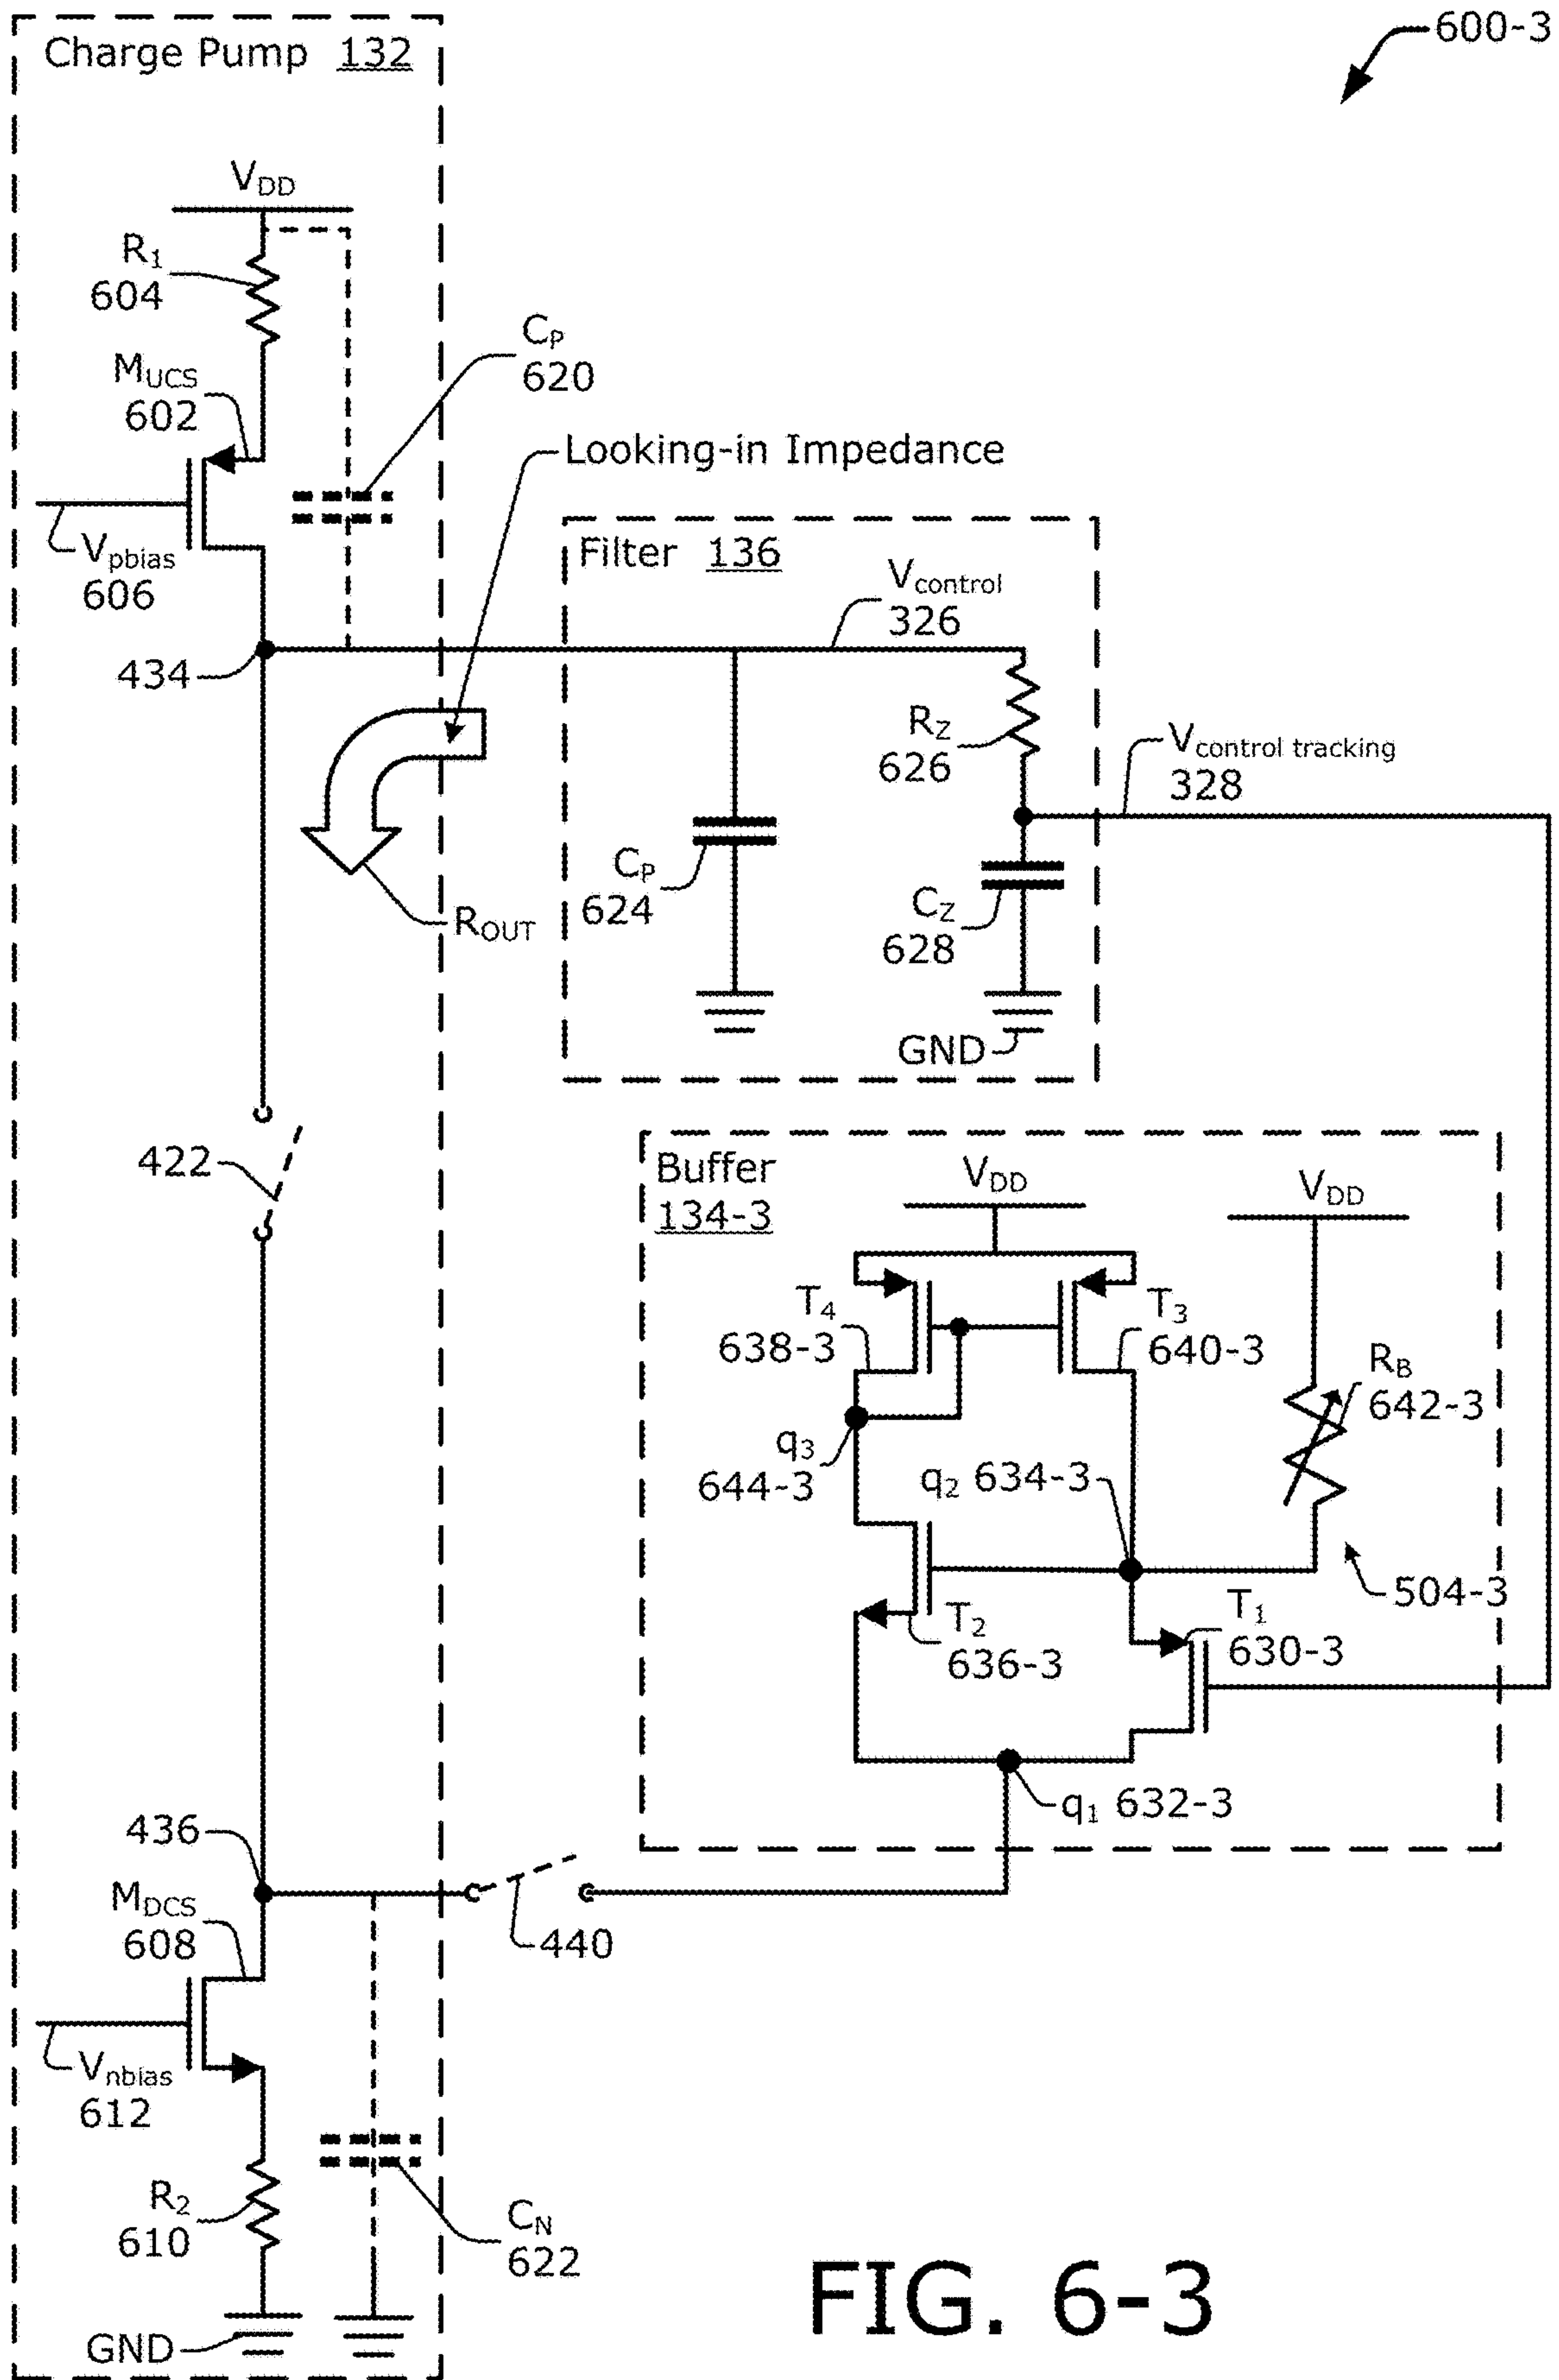 600-3
Charge Pump 132
VDD
R1
604
CP
620
MUCS
602
Looking-in Impedance
Vpbias
606
Filter 136
Vcontrol
326
434
RZ
626
Vcontrol tracking
328
CP
624
CZ
628
ROUT
GND
422
Buffer
134-3
VDD
VDD
T4
638-3
T3
640-3
RB
642-3
q3
644-3
q2 634-3
504-3
T2
636-3
T1
630-3
q1 632-3
436
MDCS
608
440
Vnbias
612
R2
610
CN
622
GND
FIG. 6-3